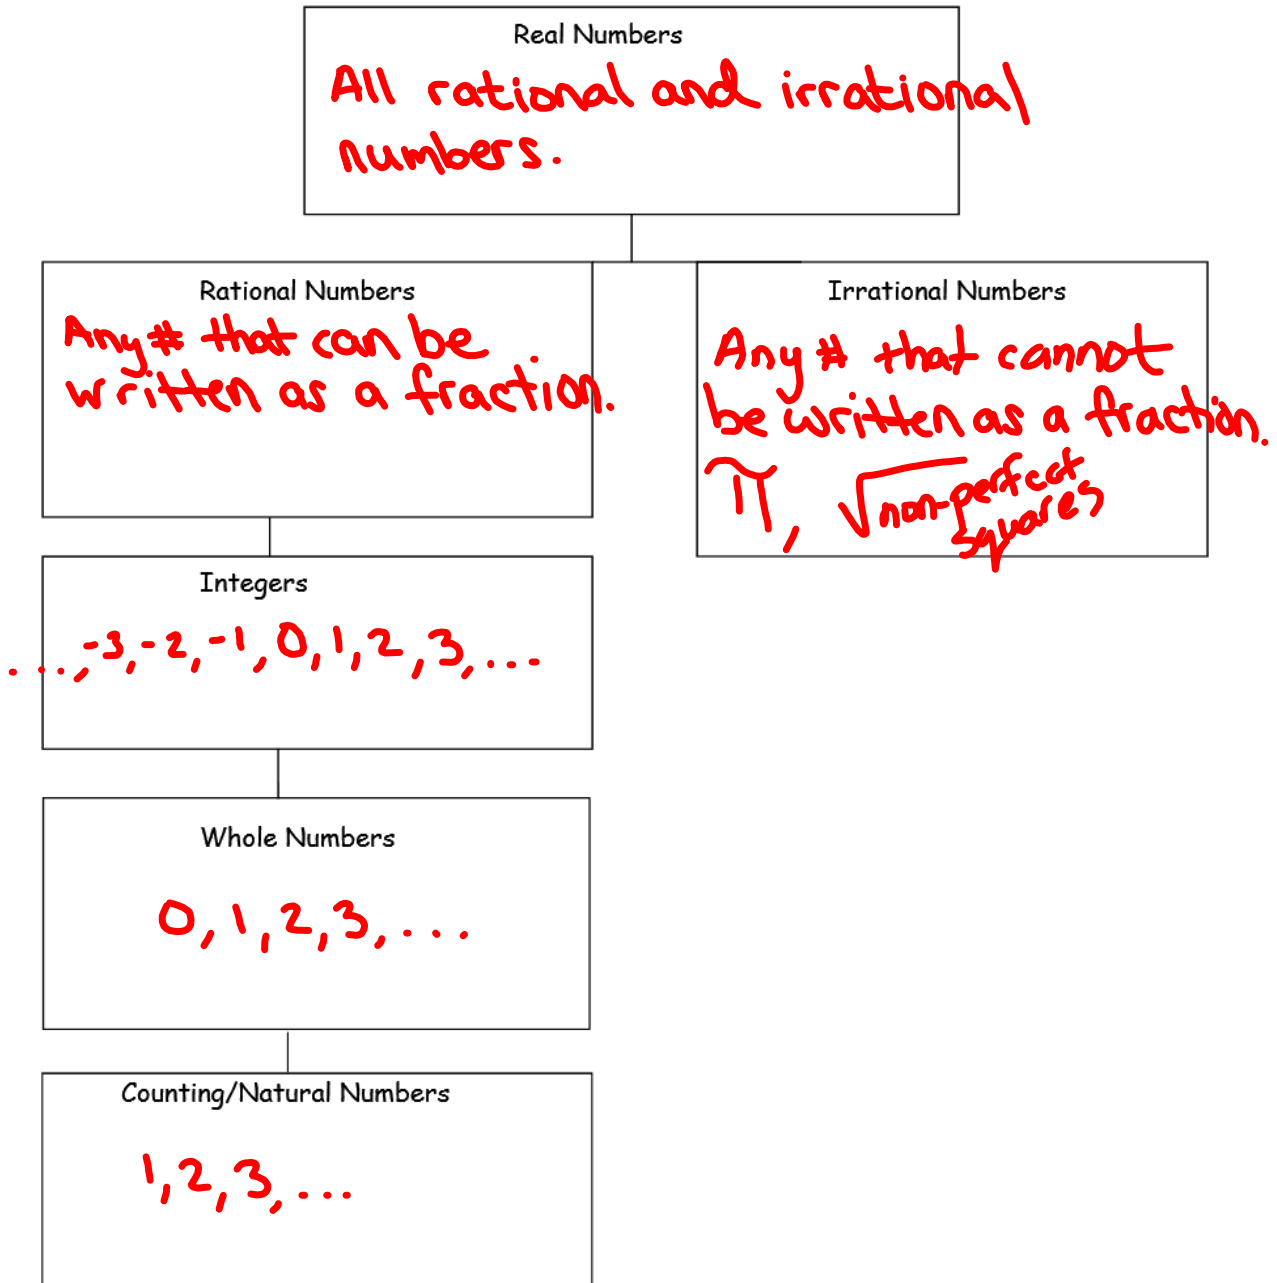 Real Numbers
All rational and irrational
numbers.
Rational Numbers
Any # that can be
written as a fraction.
Irrational Numbers
Any # that cannot
be written as a fraction.
π, √non-perfect
squares
Integers
...,-3,-2,-1,0,1,2,3,...
Whole Numbers
0,1,2,3,...
Counting/Natural Numbers
1,2,3,...